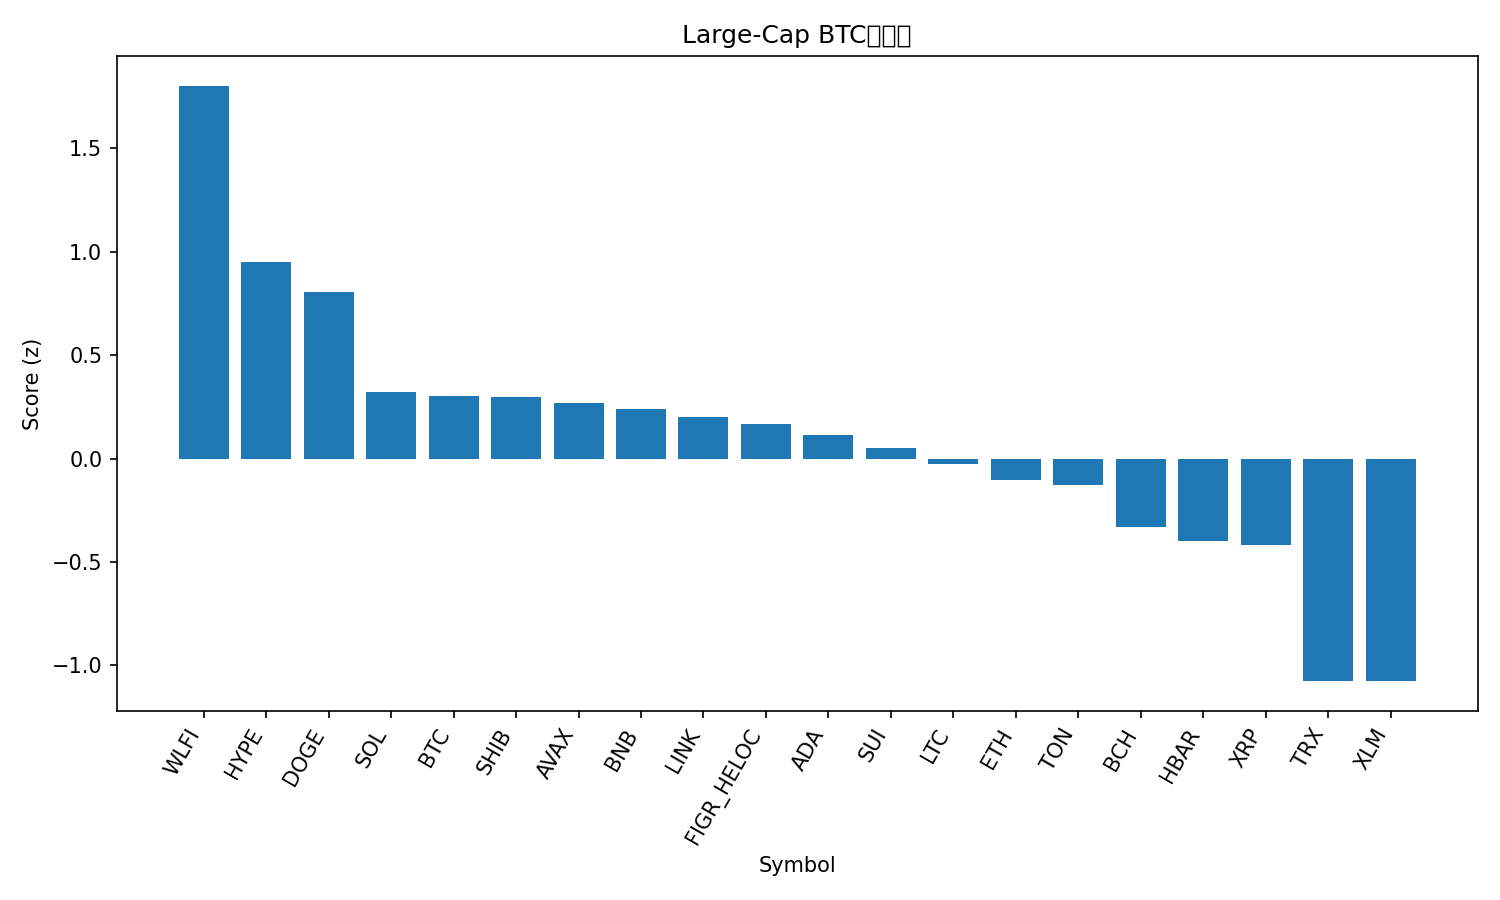 Large-Cap BTC
Score (z)
1.5
1.0
0.5
0.0
−0.5
−1.0
WLFI
HYPE
DOGE
SOL
BTC
SHIB
AVAX
BNB
LINK
FIGR_HELOC
ADA
SUI
LTC
ETH
TON
BCH
HBAR
XRP
TRX
XLM
Symbol